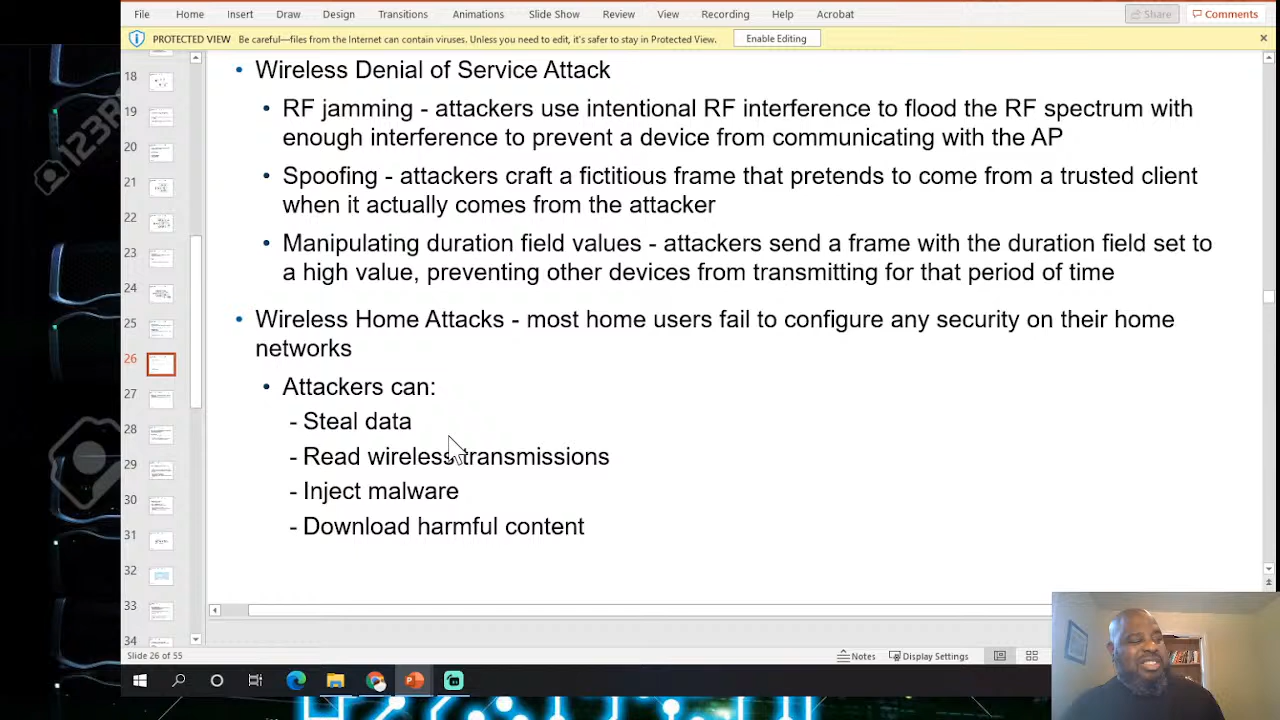 File Home Insert Draw Design Transitions Animations Slide Show Review View Recording Help Acrobat Share Comments
PROTECTED VIEW Be careful—files from the Internet can contain viruses. Unless you need to edit, it's safer to stay in Protected View. Enable Editing
• Wireless Denial of Service Attack
• RF jamming - attackers use intentional RF interference to flood the RF spectrum with
enough interference to prevent a device from communicating with the AP
• Spoofing - attackers craft a fictitious frame that pretends to come from a trusted client
when it actually comes from the attacker
• Manipulating duration field values - attackers send a frame with the duration field set to
a high value, preventing other devices from transmitting for that period of time
• Wireless Home Attacks - most home users fail to configure any security on their home
networks
• Attackers can:
- Steal data
- Read wireless transmissions
- Inject malware
- Download harmful content
18
19
20
21
22
23
24
25
26
27
28
29
30
31
32
33
34
Slide 26 of 55 Notes Display Settings